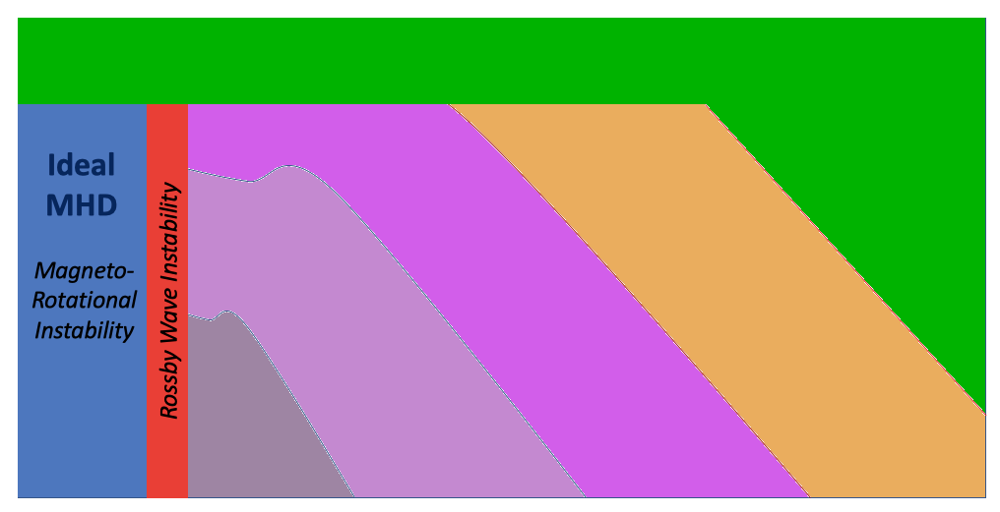 Ideal
MHD
Magneto-
Rotational
Instability
Rossby Wave Instability